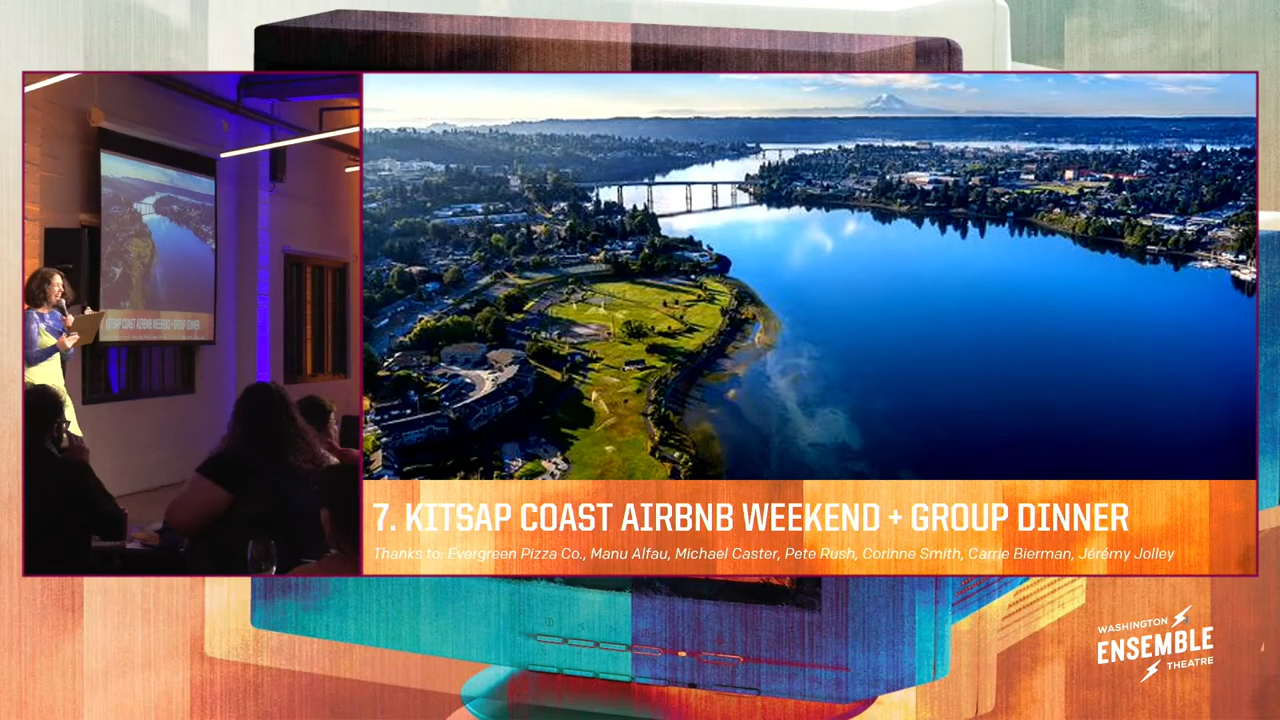 KITSAP COAST AIRBNB WEEKEND + GROUP DINNER
7. KITSAP COAST AIRBNB WEEKEND + GROUP DINNER
Thanks to: Evergreen Pizza Co., Manu Alfau, Michael Caster, Pete Rush, Corinne Smith, Carrie Bierman, Jérémy Jolley
WASHINGTON
ENSEMBLE
THEATRE